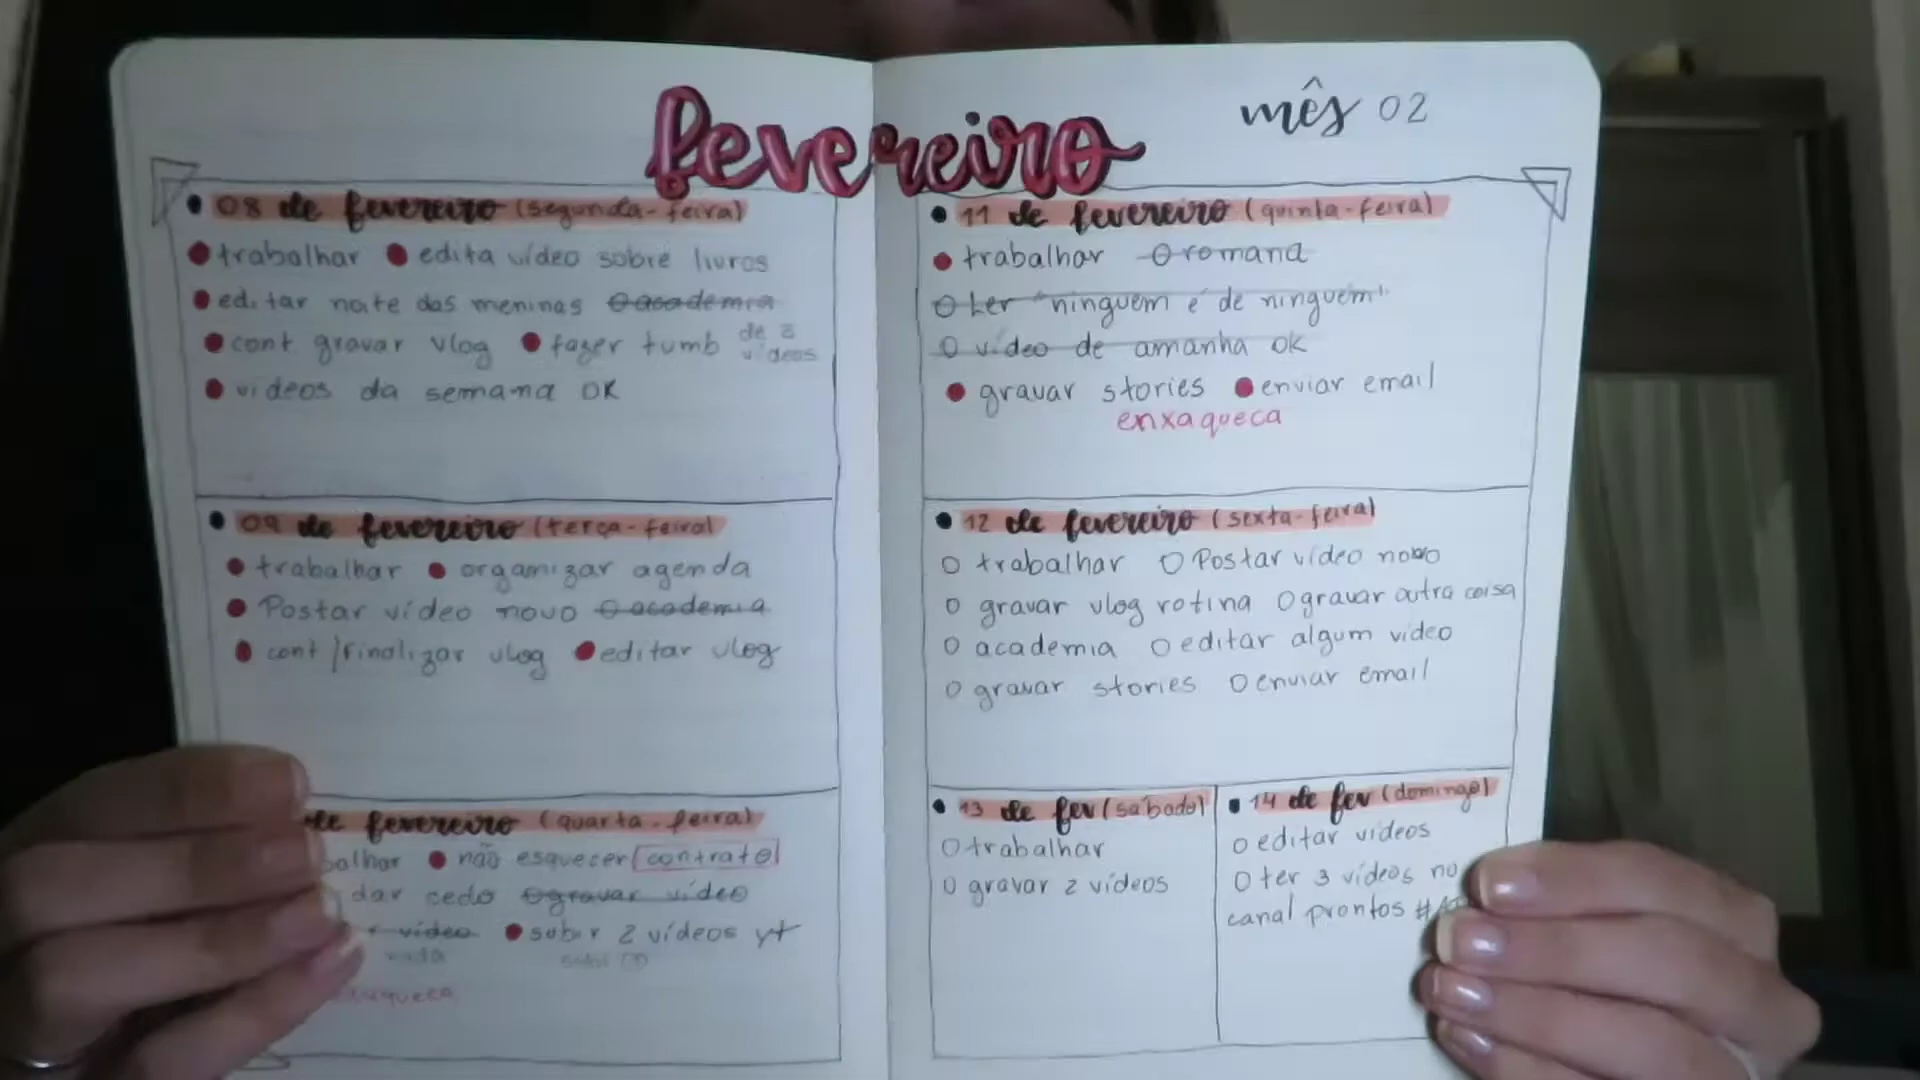 fevereiro
mês 02
08 de fevereiro (segunda-feira)
trabalhar edita vídeo sobre livros
editar noite das meninas academia
cont gravar vlog fazer tumb de 2 vídeos
videos da semana OK
09 de fevereiro (terça-feira)
trabalhar organizar agenda
Postar vídeo novo academia
cont/finalizar vlog editar vlog
de fevereiro (quarta-feira)
balhar não esquecer contrato
dar cedo gravar vídeo
vídeo subir 2 vídeos yt
11 de fevereiro (quinta-feira)
trabalhar romana
Ler "ninguem é de ninguém"
vídeo de amanha OK
gravar stories enviar email
enxaqueca
12 de fevereiro (sexta-feira)
trabalhar Postar vídeo novo
gravar vlog rotina gravar outra coisa
academia editar algum vídeo
gravar stories enviar email
13 de fev (sábado)
trabalhar
gravar 2 vídeos
14 de fev (domingo)
editar vídeos
ter 3 vídeos no
canal prontos